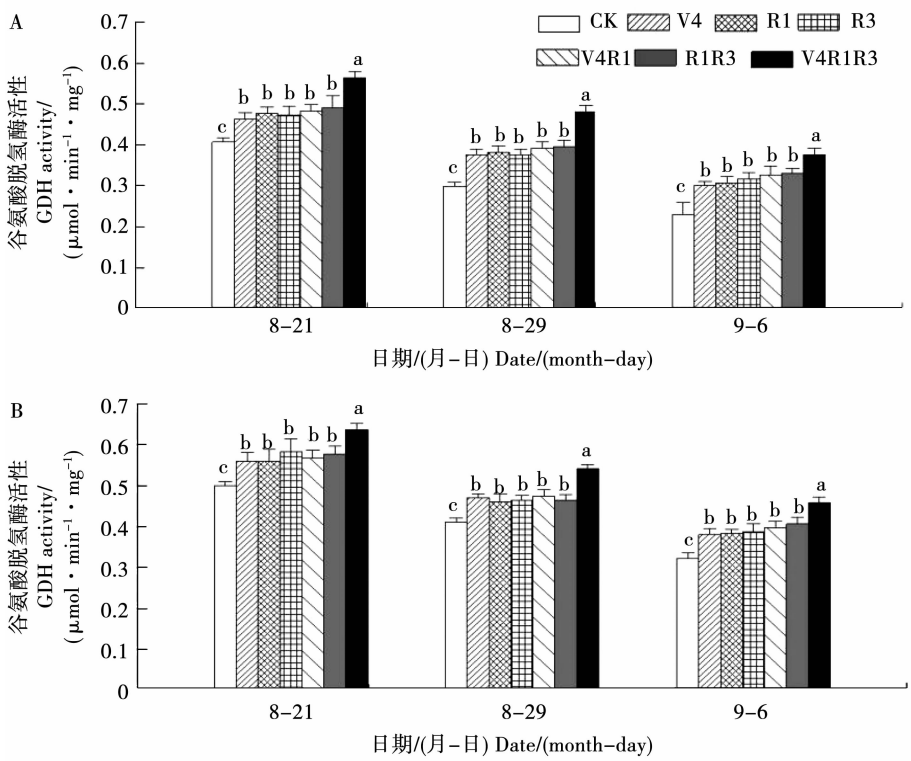 A
0.7
0.6
0.5
0.4
0.3
0.2
0.1
0
谷氨酸脱氢酶活性/
GDH activity/
(μmol·min⁻¹·mg⁻¹)
CK V4 R1 R3
V4R1 R1R3 V4R1R3
c b b b b b a
c b b b b b a
c b b b b b a
8-21 8-29 9-6
日期/(月-日) Date/(month-day)
B
0.7
0.6
0.5
0.4
0.3
0.2
0.1
0
谷氨酸脱氢酶活性/
GDH activity/
(μmol·min⁻¹·mg⁻¹)
c b b b b b a
c b b b b b a
c b b b b b a
8-21 8-29 9-6
日期/(月-日) Date/(month-day)